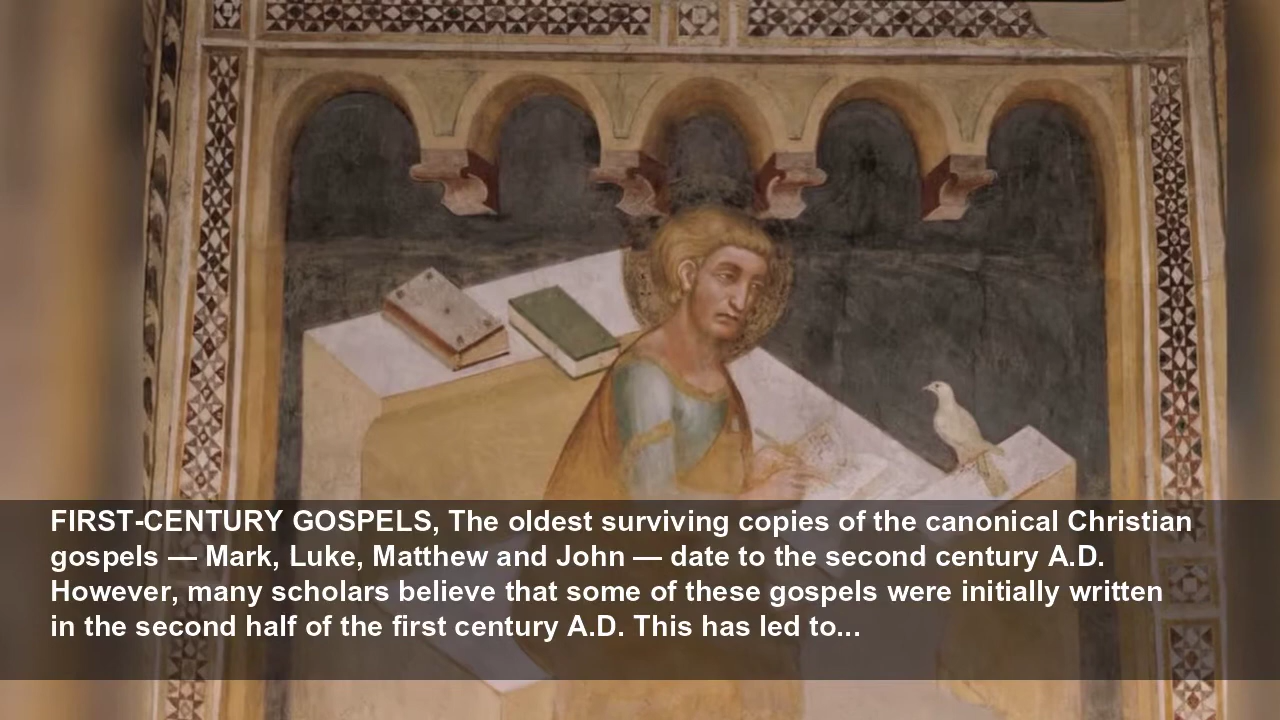 FIRST-CENTURY GOSPELS, The oldest surviving copies of the canonical Christian
gospels — Mark, Luke, Matthew and John — date to the second century A.D.
However, many scholars believe that some of these gospels were initially written
in the second half of the first century A.D. This has led to...